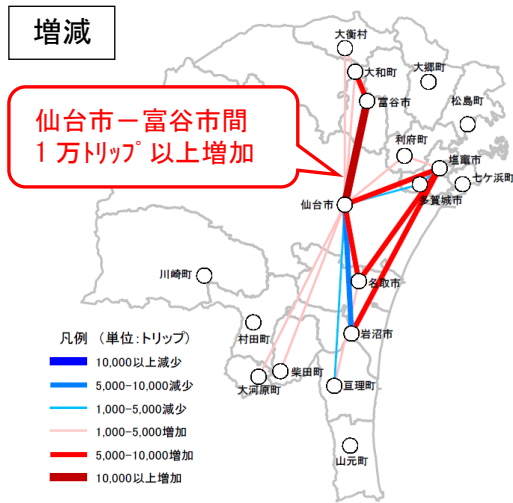 増減
大衡村
大和町
大郷町
富谷市
松島町
仙台市－富谷市間
1万ﾄﾘｯﾌﾟ以上増加
利府町
塩竈市
七ケ浜町
多賀城市
仙台市
川崎町
名取市
岩沼市
村田町
柴田町
大河原町
亘理町
山元町
凡例 (単位:トリップ)
10,000以上減少
5,000-10,000減少
1,000-5,000減少
1,000-5,000増加
5,000-10,000増加
10,000以上増加